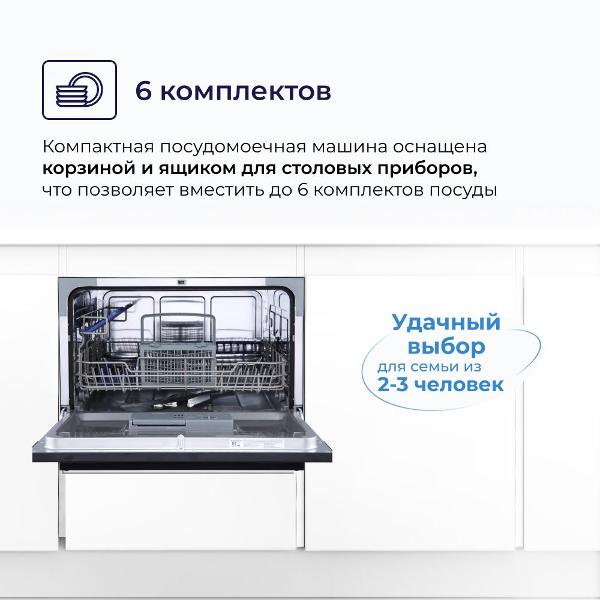 6 комплектов
Компактная посудомоечная машина оснащена
корзиной и ящиком для столовых приборов,
что позволяет вместить до 6 комплектов посуды
Удачный
выбор
для семьи из
2-3 человек